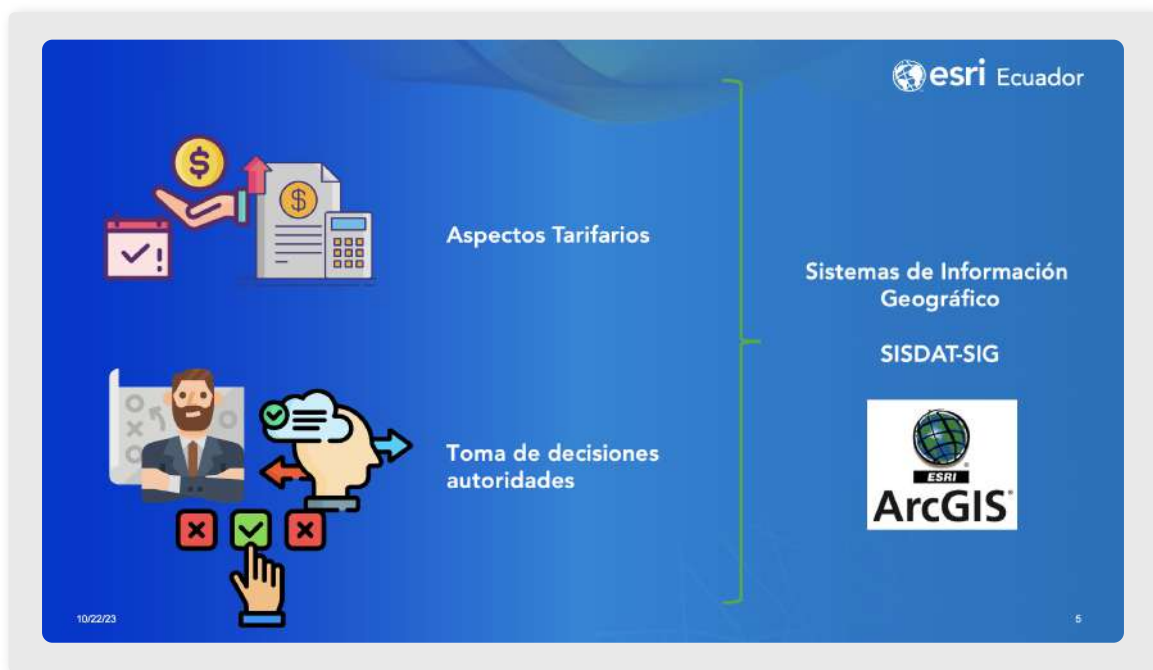 esri Ecuador
$
$
Aspectos Tarifarios
Toma de decisiones
autoridades
Sistemas de Información
Geográfico
SISDAT-SIG
ESRI
ArcGIS®
10/22/23
5